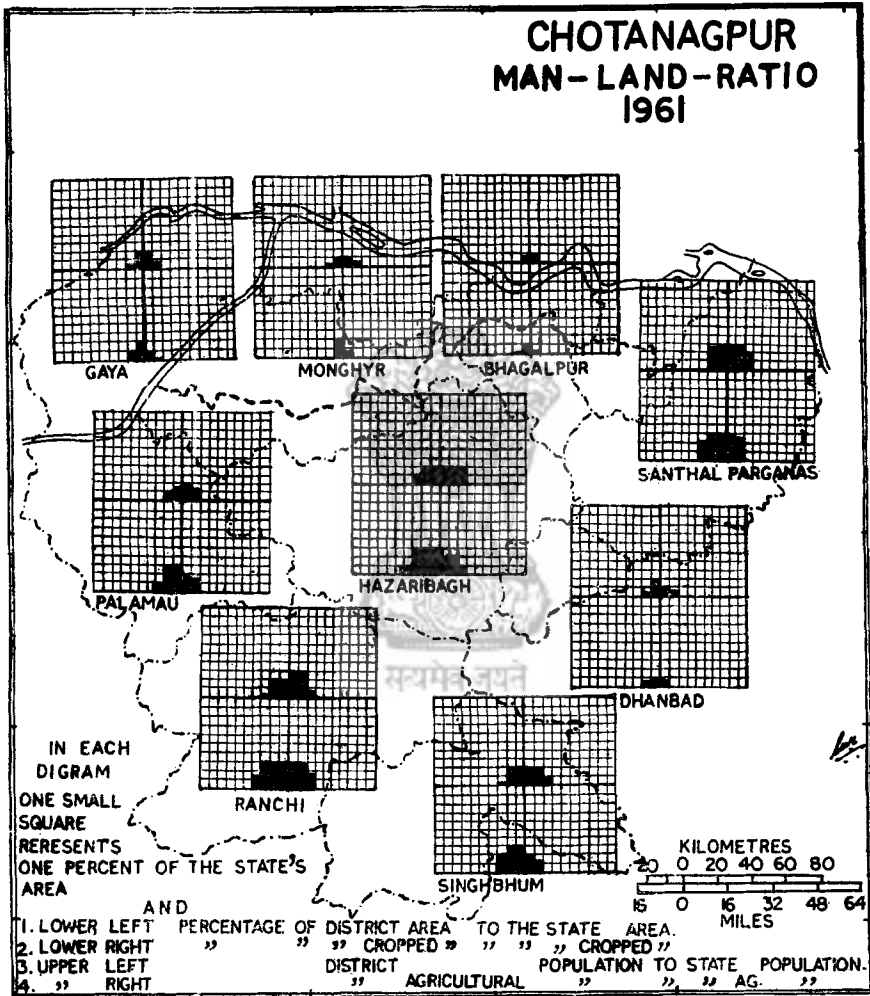 CHOTANAGPUR
MAN-LAND-RATIO
1961
GAYA
MONGHYR
BHAGALPUR
SANTHAL PARGANAS
PALAMAU
HAZARIBAGH
DHANBAD
सत्यमेव जयते
RANCHI
SINGHBHUM
IN EACH
DIGRAM
ONE SMALL
SQUARE
RERESENTS
ONE PERCENT OF THE STATE'S
AREA
AND
KILOMETRES
20 0 20 40 60 80
16 0 16 32 48 64
MILES
1. LOWER LEFT PERCENTAGE OF DISTRICT AREA TO THE STATE AREA.
2. LOWER RIGHT " " " CROPPED " " " " CROPPED "
3. UPPER LEFT DISTRICT POPULATION TO STATE POPULATION.
4. " RIGHT " AGRICULTURAL " " " AG. "